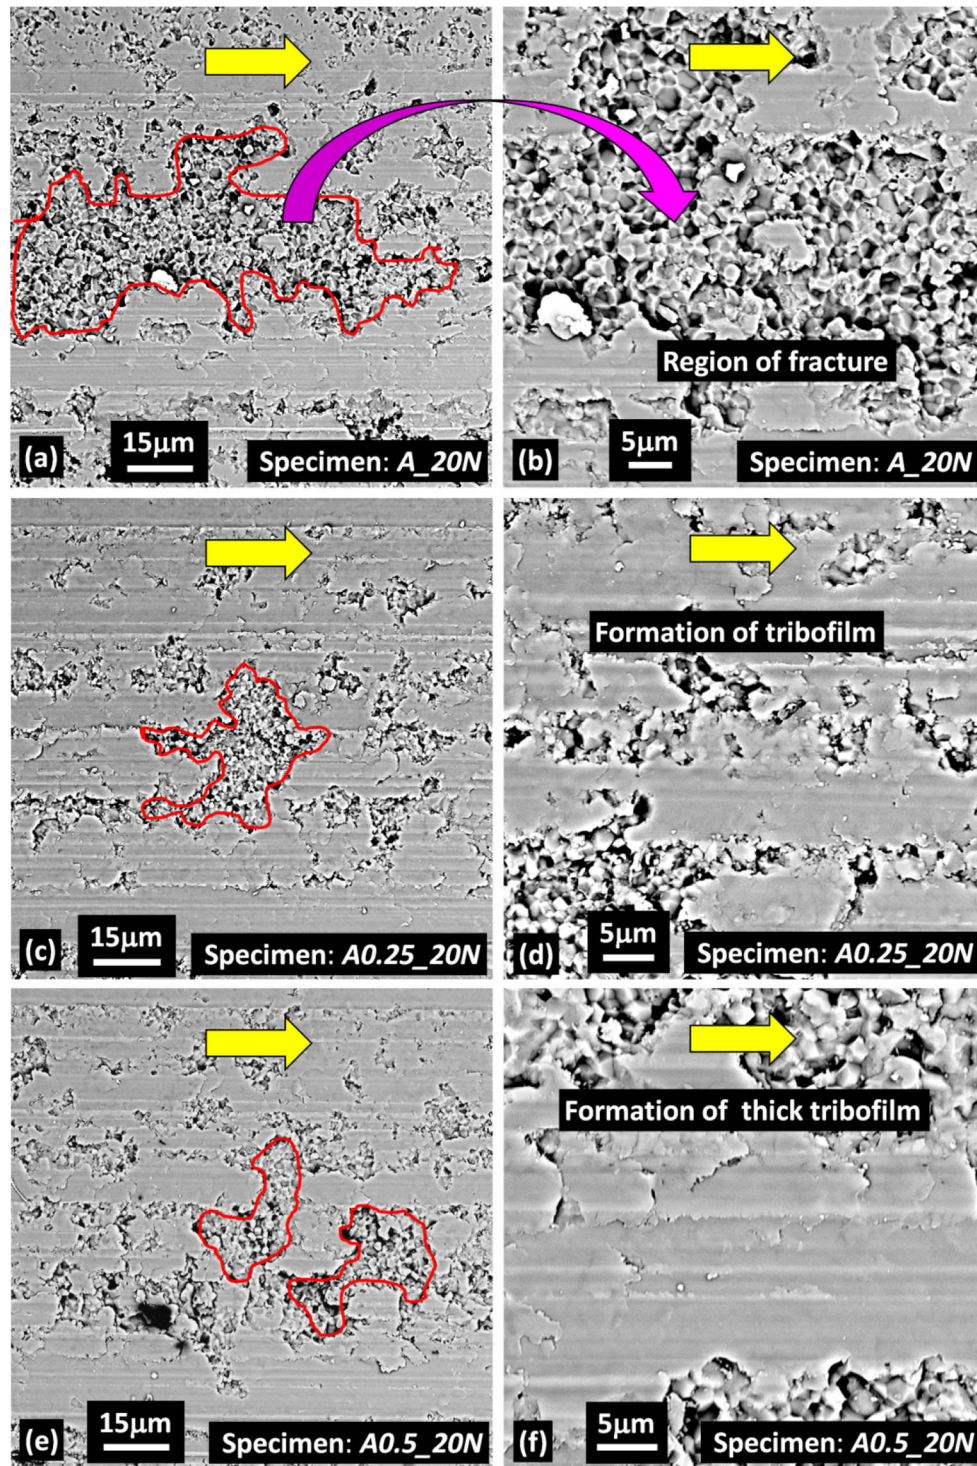 Region of fracture
(a)
15μm
Specimen: A_20N
(b)
5μm
Specimen: A_20N
Formation of tribofilm
(c)
15μm
Specimen: A0.25_20N
(d)
5μm
Specimen: A0.25_20N
Formation of thick tribofilm
(e)
15μm
Specimen: A0.5_20N
(f)
5μm
Specimen: A0.5_20N